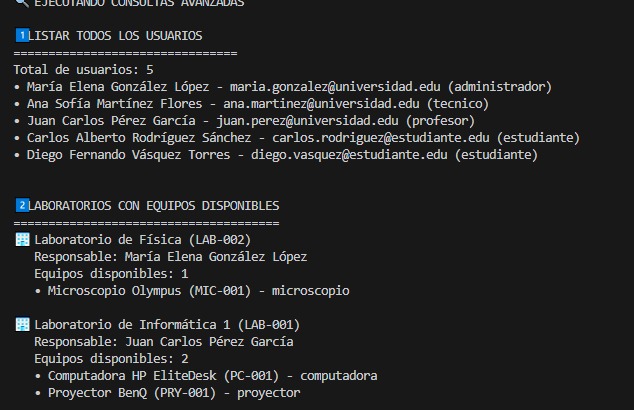 🔍 EJECUTANDO CONSULTAS AVANZADAS
1️⃣LISTAR TODOS LOS USUARIOS
================================
Total de usuarios: 5
• María Elena González López - maria.gonzalez@universidad.edu (administrador)
• Ana Sofía Martínez Flores - ana.martinez@universidad.edu (tecnico)
• Juan Carlos Pérez García - juan.perez@universidad.edu (profesor)
• Carlos Alberto Rodríguez Sánchez - carlos.rodriguez@estudiante.edu (estudiante)
• Diego Fernando Vásquez Torres - diego.vasquez@estudiante.edu (estudiante)
2️⃣LABORATORIOS CON EQUIPOS DISPONIBLES
======================================
🏢 Laboratorio de Física (LAB-002)
Responsable: María Elena González López
Equipos disponibles: 1
• Microscopio Olympus (MIC-001) - microscopio
🏢 Laboratorio de Informática 1 (LAB-001)
Responsable: Juan Carlos Pérez García
Equipos disponibles: 2
• Computadora HP EliteDesk (PC-001) - computadora
• Proyector BenQ (PRY-001) - proyector